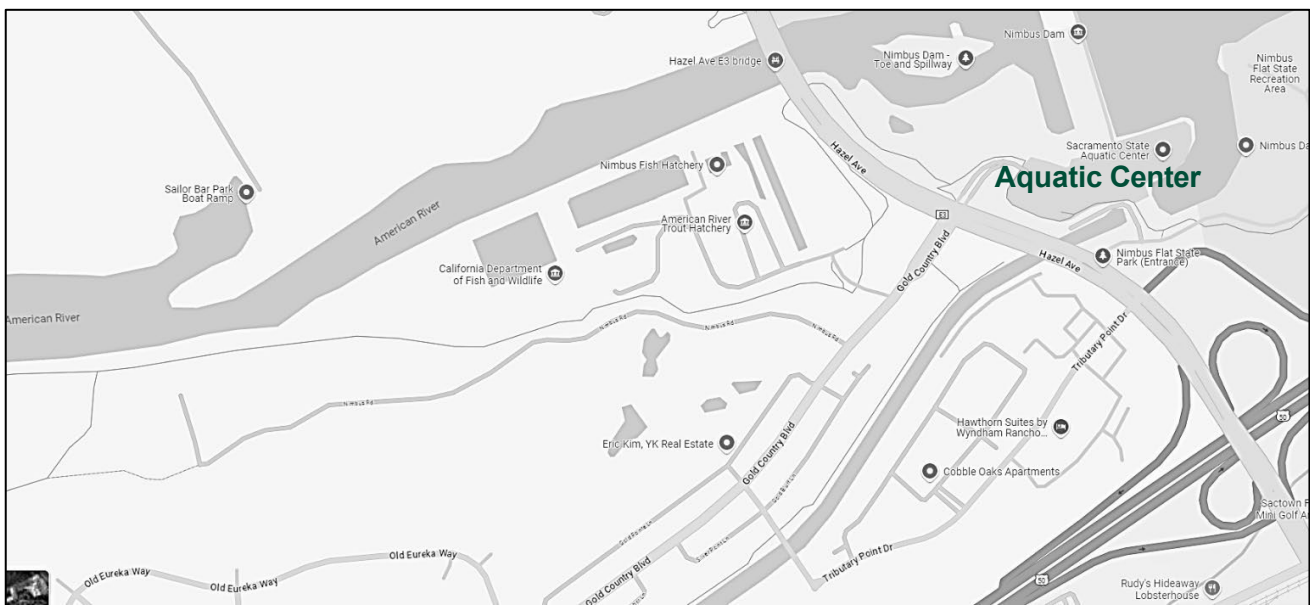 Nimbus Dam
Hazel Ave E3 bridge
Nimbus Dam -
Toe and Spillway
Nimbus
Flat State
Recreation
Area
Sacramento State
Aquatic Center
Nimbus Da
Aquatic Center
Hazel Ave
Nimbus Fish Hatchery
Sailor Bar Park
Boat Ramp
American River
American River
Trout Hatchery
E3
Hazel Ave
Nimbus Flat State
Park (Entrance)
California Department
of Fish and Wildlife
Gold Country Blvd
American River
Nimbus Rd
Nimbus Rd
Nimbus Rd
Tributary Point Dr
Nimbus Rd
50
Hawthorn Suites by
Wyndham Rancho...
Eric Kim, YK Real Estate
Gold Country Blvd
Cobble Oaks Apartments
Sactown F
Mini Golf A
Gold Country Blvd
Tributary Point Dr
Old Eureka Way
Old Eureka Way
Old Eureka Way
50
Rudy's Hideaway
Lobsterhouse